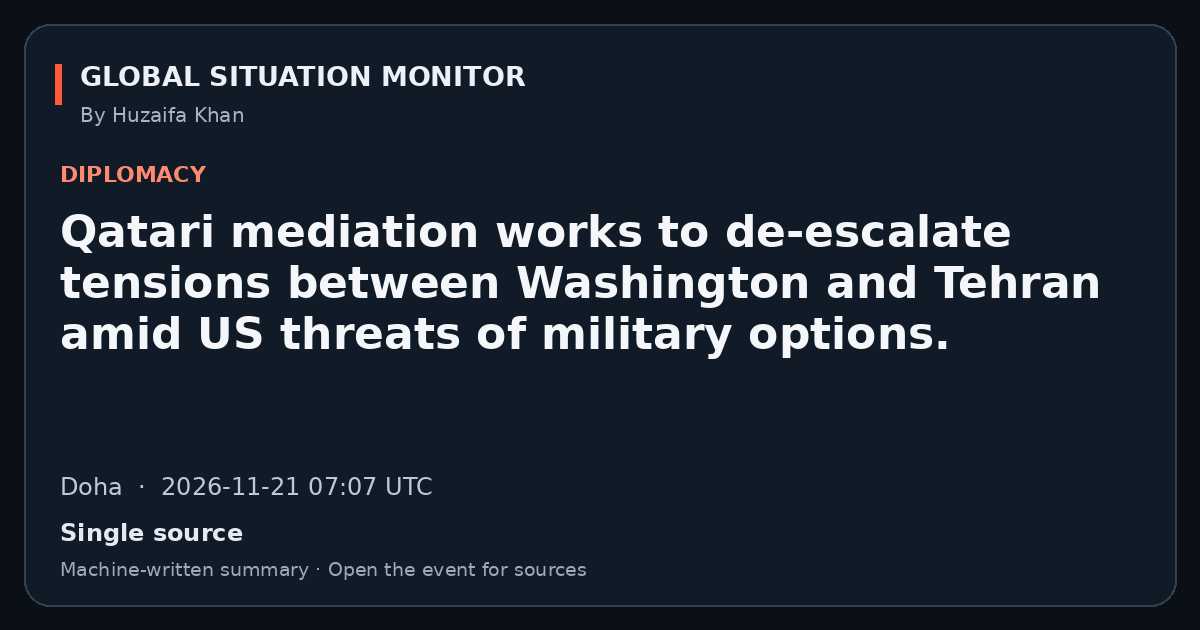 GLOBAL SITUATION MONITOR
By Huzaifa Khan
DIPLOMACY
Qatari mediation works to de-escalate
tensions between Washington and Tehran
amid US threats of military options.
Doha · 2026-11-21 07:07 UTC
Single source
Machine-written summary · Open the event for sources